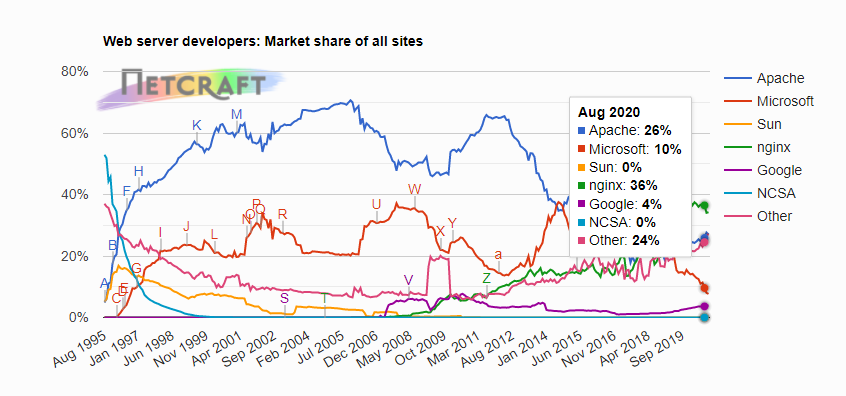 Web server developers: Market share of all sites
NETCRAFT
80%
60%
40%
20%
0%
A
B
C
D
E
F
G
H
I
J
K
L
M
N
O
P
Q
R
S
T
U
V
W
X
Y
Z
a
Aug 2020
Apache: 26%
Microsoft: 10%
Sun: 0%
nginx: 36%
Google: 4%
NCSA: 0%
Other: 24%
Apache
Microsoft
Sun
nginx
Google
NCSA
Other
Aug 1995
Jan 1997
Jun 1998
Nov 1999
Apr 2001
Sep 2002
Feb 2004
Jul 2005
Dec 2006
May 2008
Oct 2009
Mar 2011
Aug 2012
Jan 2014
Jun 2015
Nov 2016
Apr 2018
Sep 2019